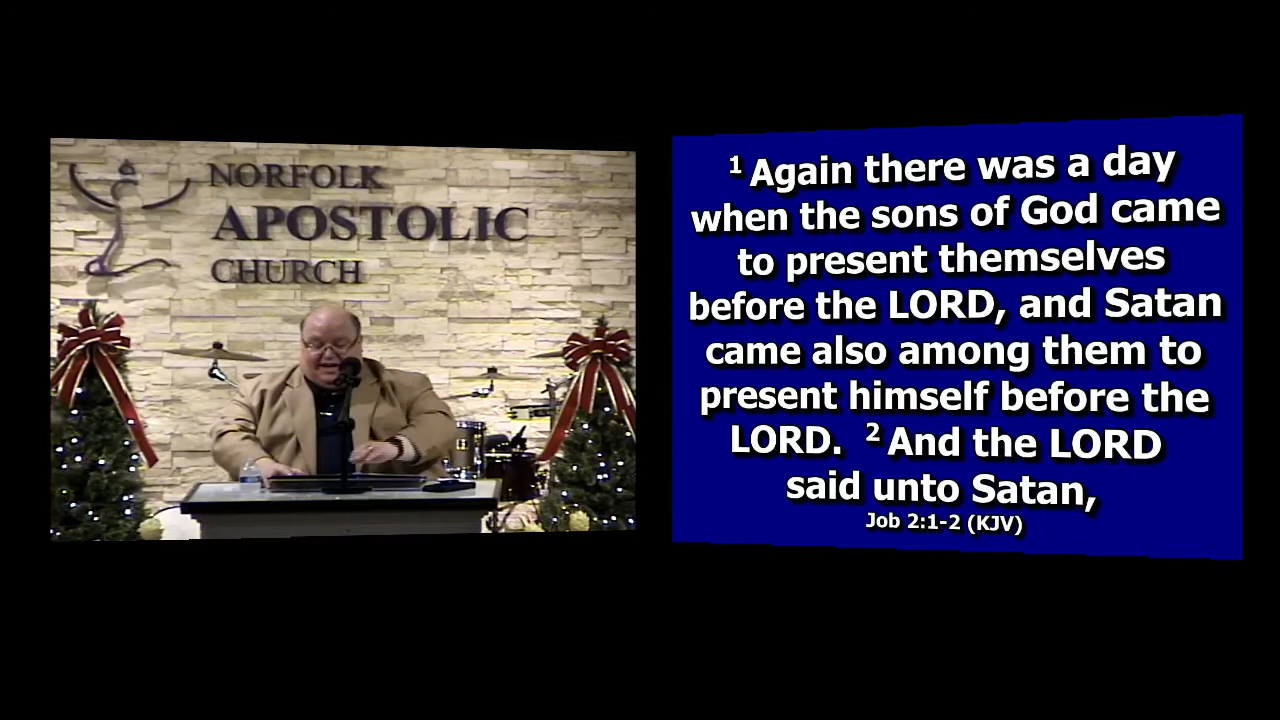 NORFOLK
APOSTOLIC
CHURCH
1 Again there was a day
when the sons of God came
to present themselves
before the LORD, and Satan
came also among them to
present himself before the
LORD. 2 And the LORD
said unto Satan,
Job 2:1-2 (KJV)